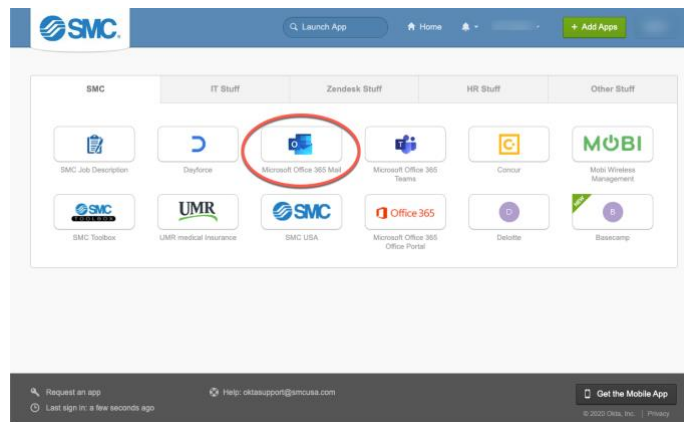 SMC.
Launch App
Home
+ Add Apps
SMC
IT Stuff
Zendesk Stuff
HR Stuff
Other Stuff
SMC Job Description
Dayforce
Microsoft Office 365 Mail
Microsoft Office 365
Teams
Concur
MOBI
Mobi Wireless
Management
SMC
TOOLBOX
SMC Toolbox
UMR
UMR medical Insurance
SMC
SMC USA
Office 365
Microsoft Office 365
Office Portal
D
Deloitte
NEW
B
Basecamp
Request an app
Help: oktasupport@smcusa.com
Last sign in: a few seconds ago
Get the Mobile App
© 2020 Okta, Inc. | Privacy